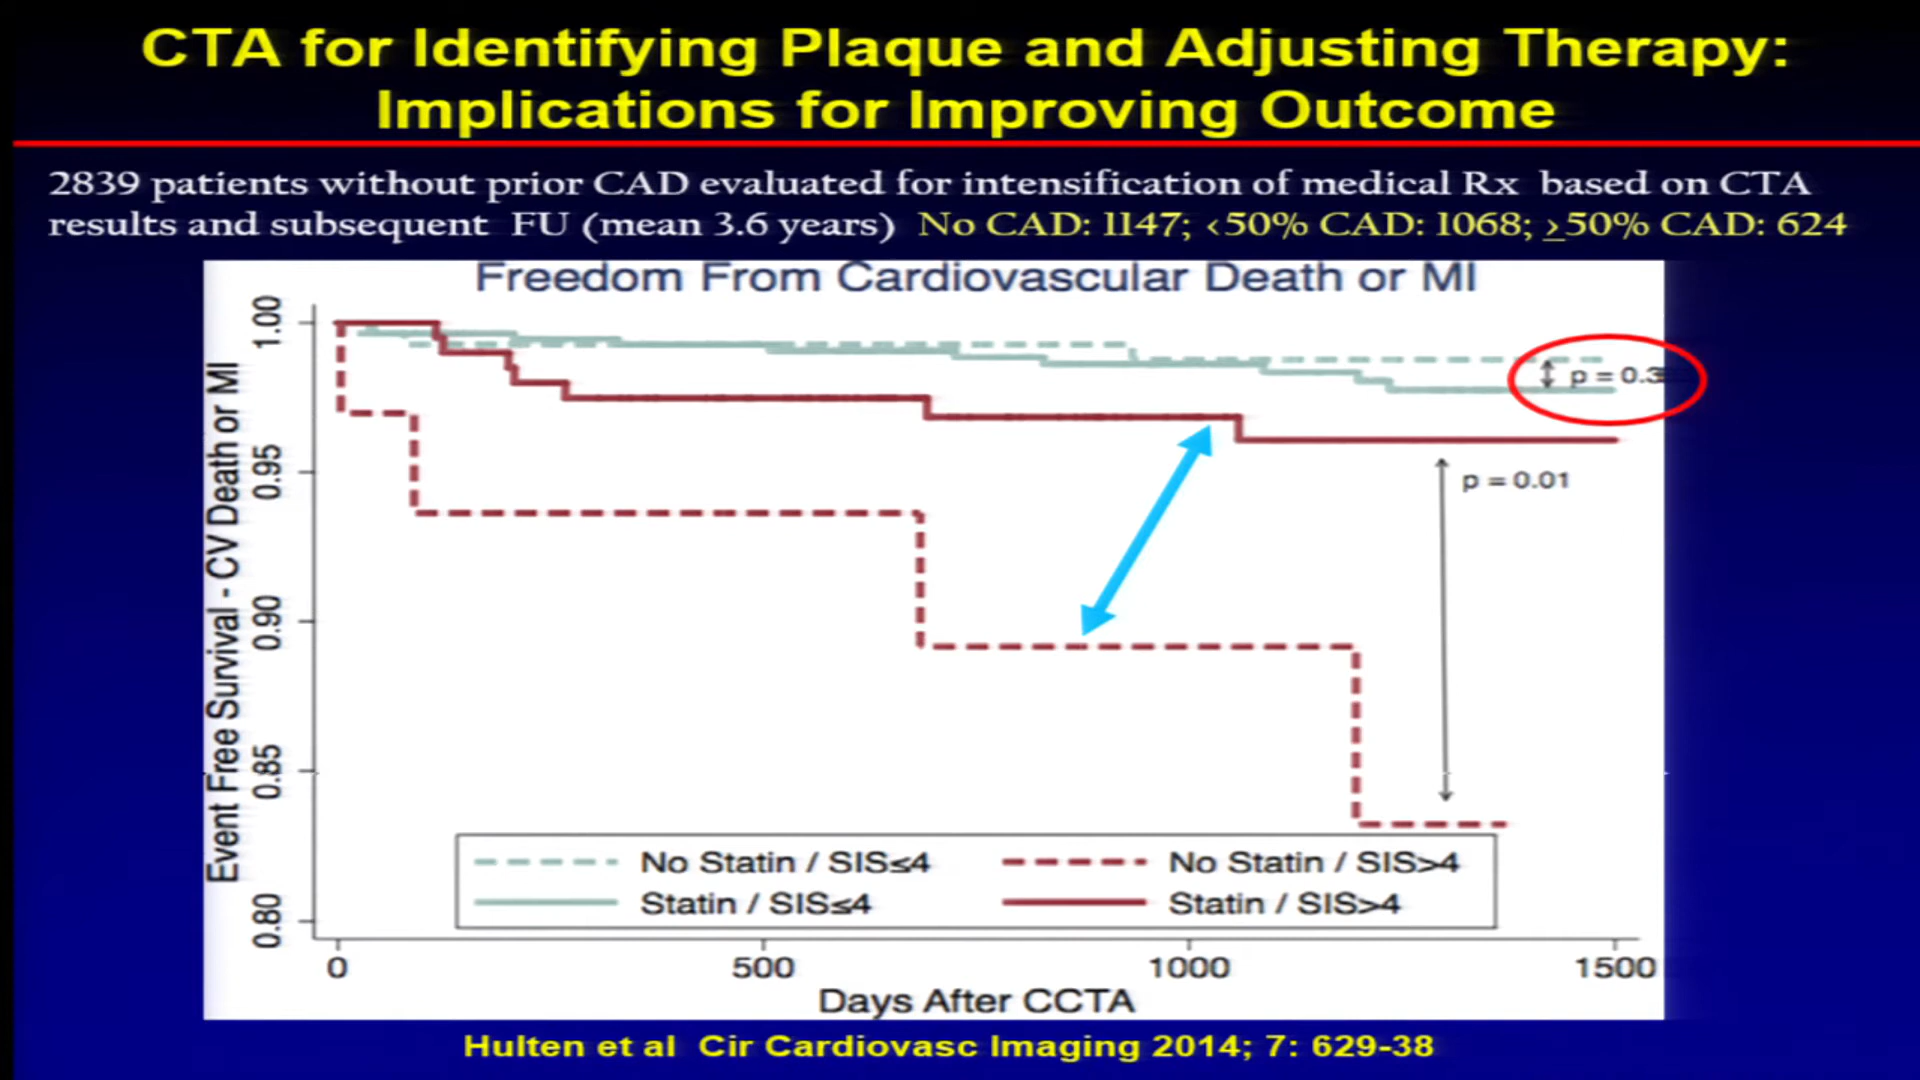 CTA for Identifying Plaque and Adjusting Therapy:
Implications for Improving Outcome
2839 patients without prior CAD evaluated for intensification of medical Rx based on CTA
results and subsequent FU (mean 3.6 years) No CAD: 1147; <50% CAD: 1068; ≥50% CAD: 624
Freedom From Cardiovascular Death or MI
Event Free Survival - CV Death or MI
1.00
0.95
0.90
0.85
0.80
p = 0.01
No Statin / SIS≤4
No Statin / SIS>4
Statin / SIS≤4
Statin / SIS>4
0
500
1000
1500
Days After CCTA
Hulten et al Cir Cardiovasc Imaging 2014; 7: 629-38